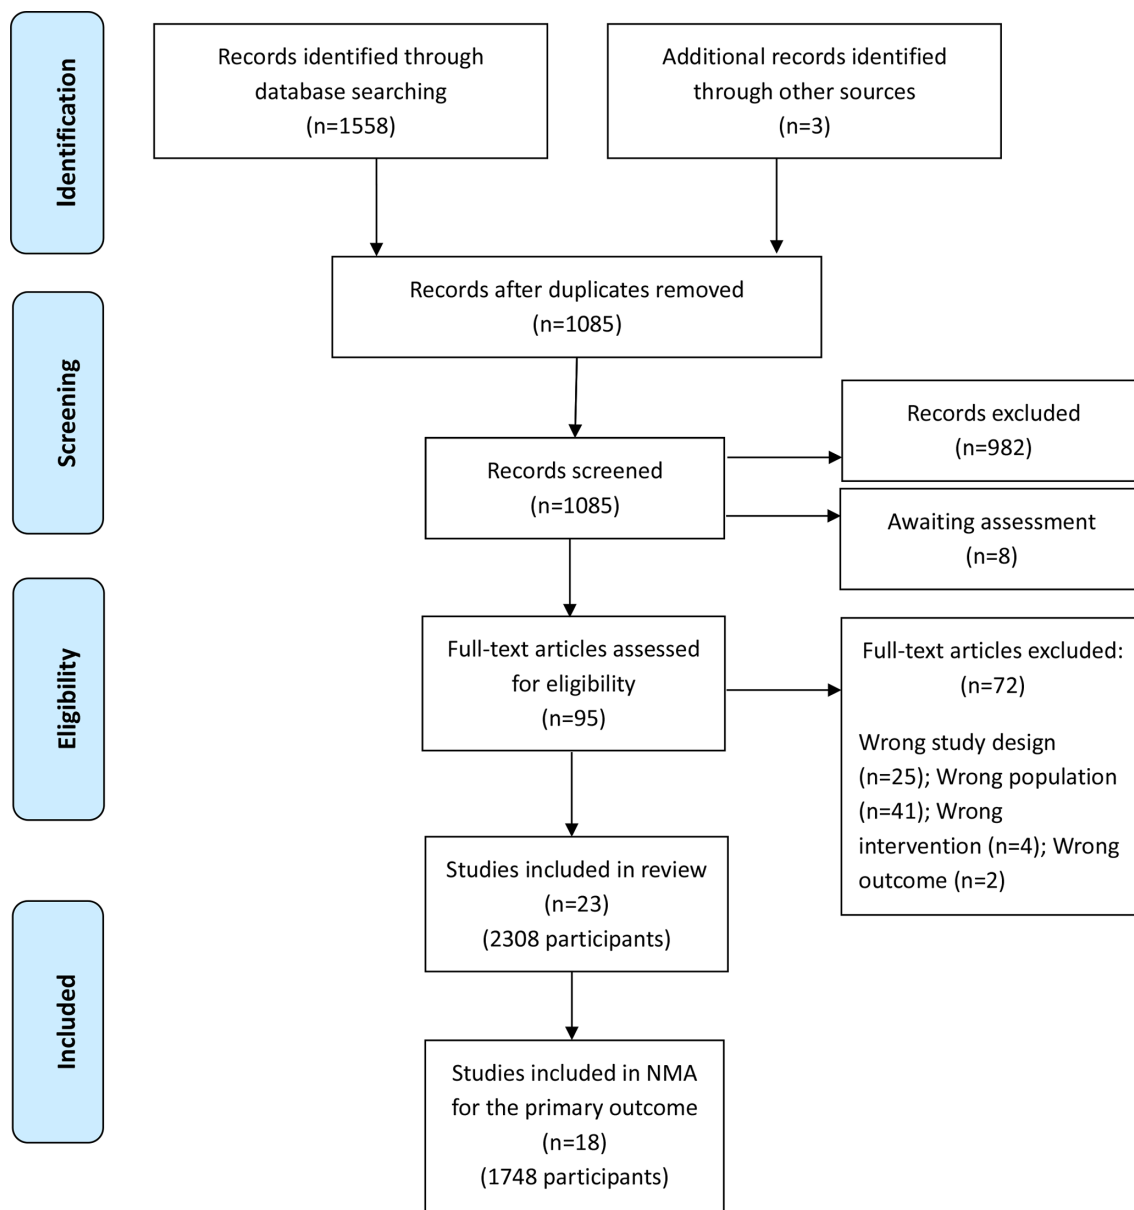 Identification
Records identified through
database searching
(n=1558)
Additional records identified
through other sources
(n=3)
Records after duplicates removed
(n=1085)
Screening
Records screened
(n=1085)
Records excluded
(n=982)
Awaiting assessment
(n=8)
Eligibility
Full-text articles assessed
for eligibility
(n=95)
Full-text articles excluded:
(n=72)
Wrong study design
(n=25); Wrong population
(n=41); Wrong
intervention (n=4); Wrong
outcome (n=2)
Included
Studies included in review
(n=23)
(2308 participants)
Studies included in NMA
for the primary outcome
(n=18)
(1748 participants)